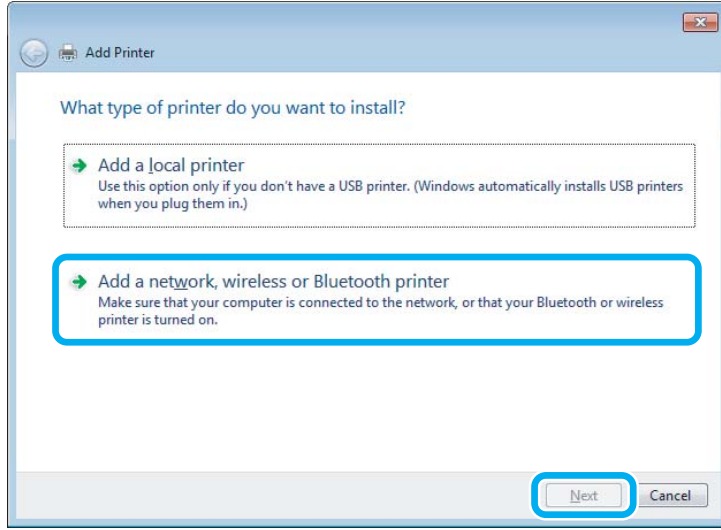 Add Printer
What type of printer do you want to install?
Add a local printer
Use this option only if you don't have a USB printer. (Windows automatically installs USB printers
when you plug them in.)
Add a network, wireless or Bluetooth printer
Make sure that your computer is connected to the network, or that your Bluetooth or wireless
printer is turned on.
Next
Cancel